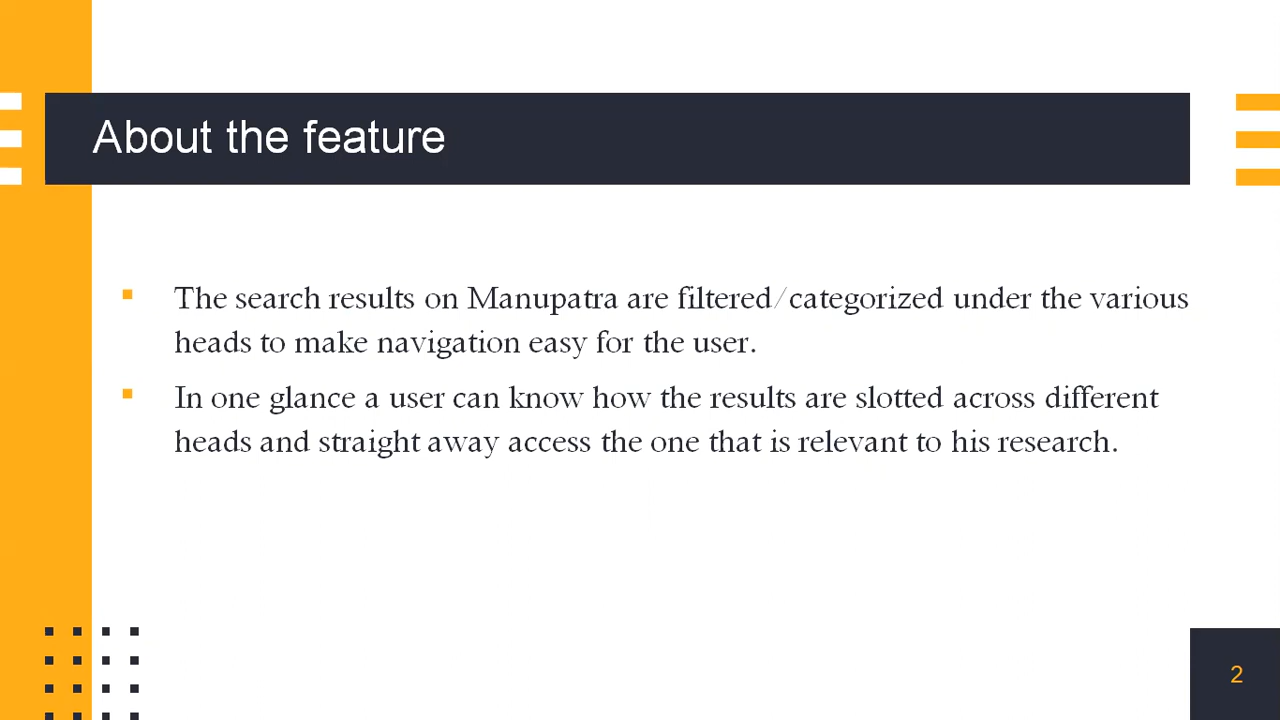 About the feature
The search results on Manupatra are filtered/categorized under the various
heads to make navigation easy for the user.
In one glance a user can know how the results are slotted across different
heads and straight away access the one that is relevant to his research.
2